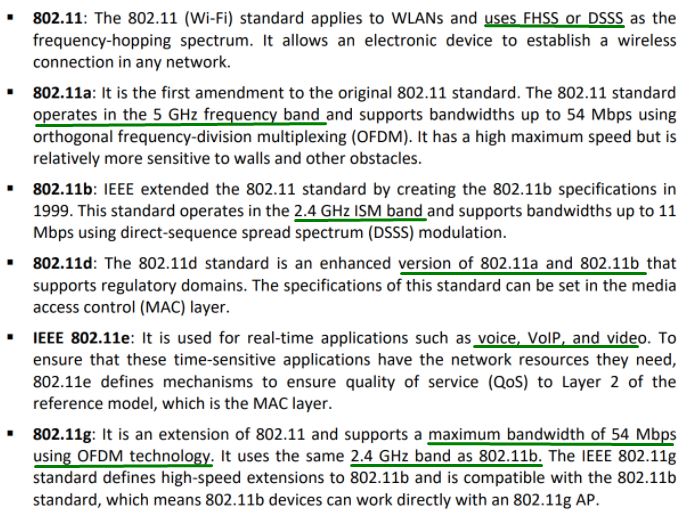 ▪ 802.11: The 802.11 (Wi-Fi) standard applies to WLANs and uses FHSS or DSSS as the
frequency-hopping spectrum. It allows an electronic device to establish a wireless
connection in any network.
▪ 802.11a: It is the first amendment to the original 802.11 standard. The 802.11 standard
operates in the 5 GHz frequency band and supports bandwidths up to 54 Mbps using
orthogonal frequency-division multiplexing (OFDM). It has a high maximum speed but is
relatively more sensitive to walls and other obstacles.
▪ 802.11b: IEEE extended the 802.11 standard by creating the 802.11b specifications in
1999. This standard operates in the 2.4 GHz ISM band and supports bandwidths up to 11
Mbps using direct-sequence spread spectrum (DSSS) modulation.
▪ 802.11d: The 802.11d standard is an enhanced version of 802.11a and 802.11b that
supports regulatory domains. The specifications of this standard can be set in the media
access control (MAC) layer.
▪ IEEE 802.11e: It is used for real-time applications such as voice, VoIP, and video. To
ensure that these time-sensitive applications have the network resources they need,
802.11e defines mechanisms to ensure quality of service (QoS) to Layer 2 of the
reference model, which is the MAC layer.
▪ 802.11g: It is an extension of 802.11 and supports a maximum bandwidth of 54 Mbps
using OFDM technology. It uses the same 2.4 GHz band as 802.11b. The IEEE 802.11g
standard defines high-speed extensions to 802.11b and is compatible with the 802.11b
standard, which means 802.11b devices can work directly with an 802.11g AP.